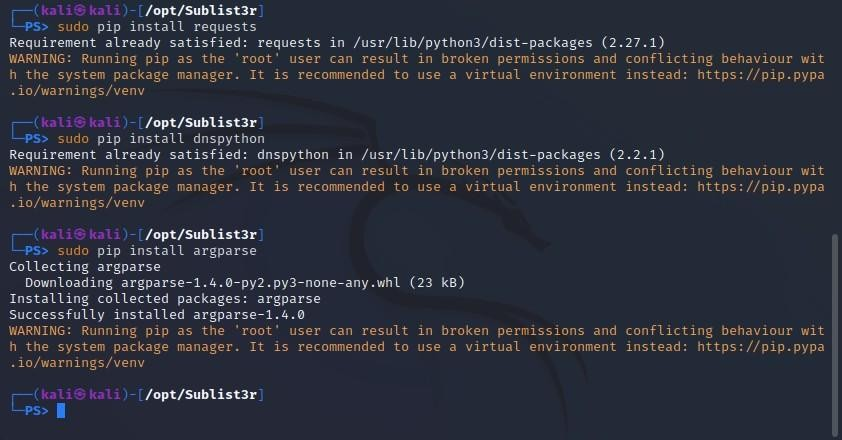 ┌──(kali㉿kali)-[/opt/Sublist3r]
└─PS> sudo pip install requests
Requirement already satisfied: requests in /usr/lib/python3/dist-packages (2.27.1)
WARNING: Running pip as the 'root' user can result in broken permissions and conflicting behaviour wit
h the system package manager. It is recommended to use a virtual environment instead: https://pip.pypa
.io/warnings/venv
┌──(kali㉿kali)-[/opt/Sublist3r]
└─PS> sudo pip install dnspython
Requirement already satisfied: dnspython in /usr/lib/python3/dist-packages (2.2.1)
WARNING: Running pip as the 'root' user can result in broken permissions and conflicting behaviour wit
h the system package manager. It is recommended to use a virtual environment instead: https://pip.pypa
.io/warnings/venv
┌──(kali㉿kali)-[/opt/Sublist3r]
└─PS> sudo pip install argparse
Collecting argparse
  Downloading argparse-1.4.0-py2.py3-none-any.whl (23 kB)
Installing collected packages: argparse
Successfully installed argparse-1.4.0
WARNING: Running pip as the 'root' user can result in broken permissions and conflicting behaviour wit
h the system package manager. It is recommended to use a virtual environment instead: https://pip.pypa
.io/warnings/venv
┌──(kali㉿kali)-[/opt/Sublist3r]
└─PS>